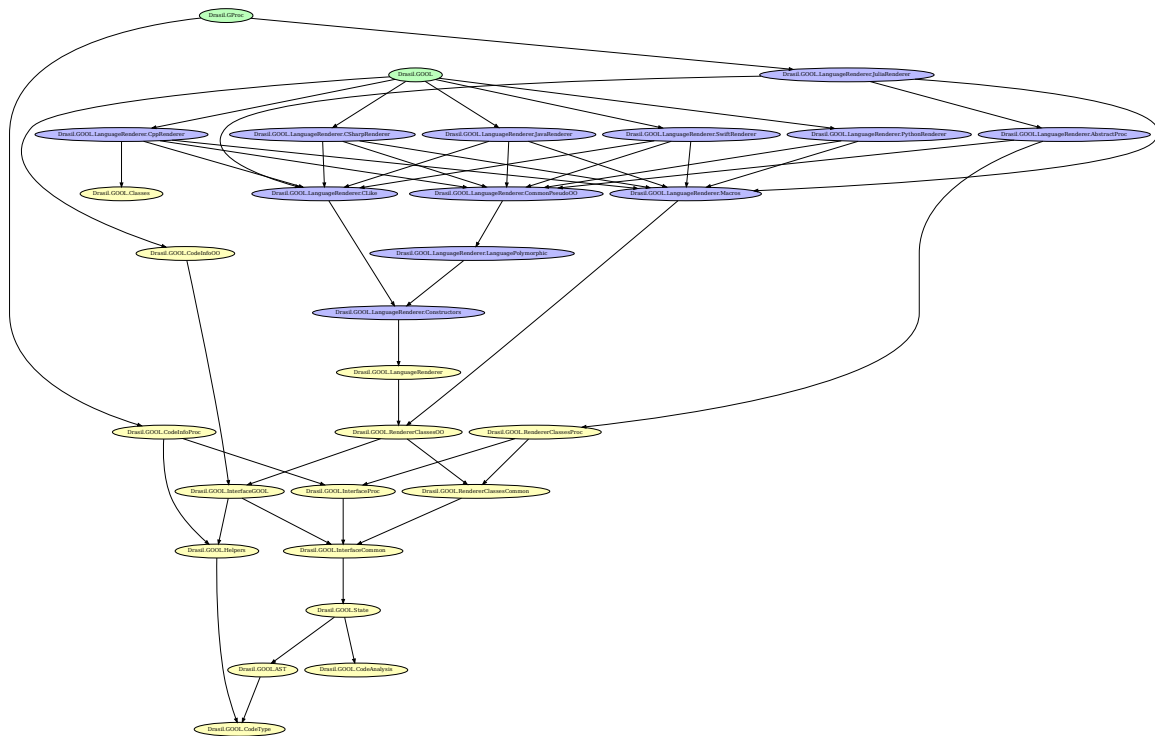 Drasil.GProc
Drasil.GOOL
Drasil.GOOL.LanguageRenderer.JuliaRenderer
Drasil.GOOL.LanguageRenderer.CppRenderer
Drasil.GOOL.LanguageRenderer.CSharpRenderer
Drasil.GOOL.LanguageRenderer.JavaRenderer
Drasil.GOOL.LanguageRenderer.SwiftRenderer
Drasil.GOOL.LanguageRenderer.PythonRenderer
Drasil.GOOL.LanguageRenderer.AbstractProc
Drasil.GOOL.Classes
Drasil.GOOL.LanguageRenderer.CLike
Drasil.GOOL.LanguageRenderer.CommonPseudoOO
Drasil.GOOL.LanguageRenderer.Macros
Drasil.GOOL.CodeInfoOO
Drasil.GOOL.LanguageRenderer.LanguagePolymorphic
Drasil.GOOL.LanguageRenderer.Constructors
Drasil.GOOL.LanguageRenderer
Drasil.GOOL.CodeInfoProc
Drasil.GOOL.RendererClassesOO
Drasil.GOOL.RendererClassesProc
Drasil.GOOL.InterfaceGOOL
Drasil.GOOL.InterfaceProc
Drasil.GOOL.RendererClassesCommon
Drasil.GOOL.Helpers
Drasil.GOOL.InterfaceCommon
Drasil.GOOL.State
Drasil.GOOL.AST
Drasil.GOOL.CodeAnalysis
Drasil.GOOL.CodeType